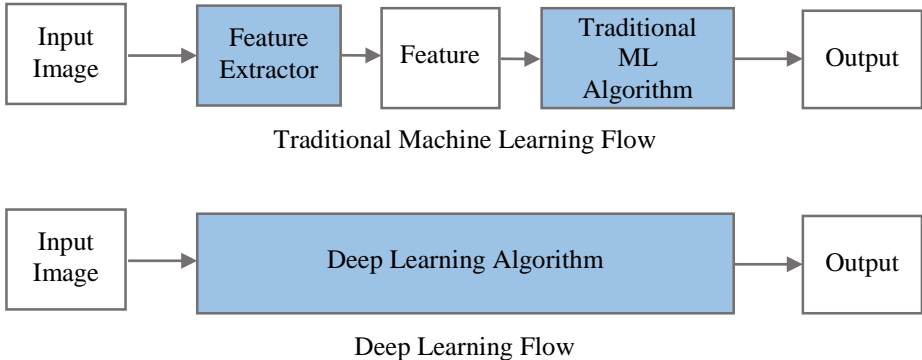 Input
Image
Feature
Extractor
Feature
Traditional
ML
Algorithm
Output
Traditional Machine Learning Flow
Input
Image
Deep Learning Algorithm
Output
Deep Learning Flow